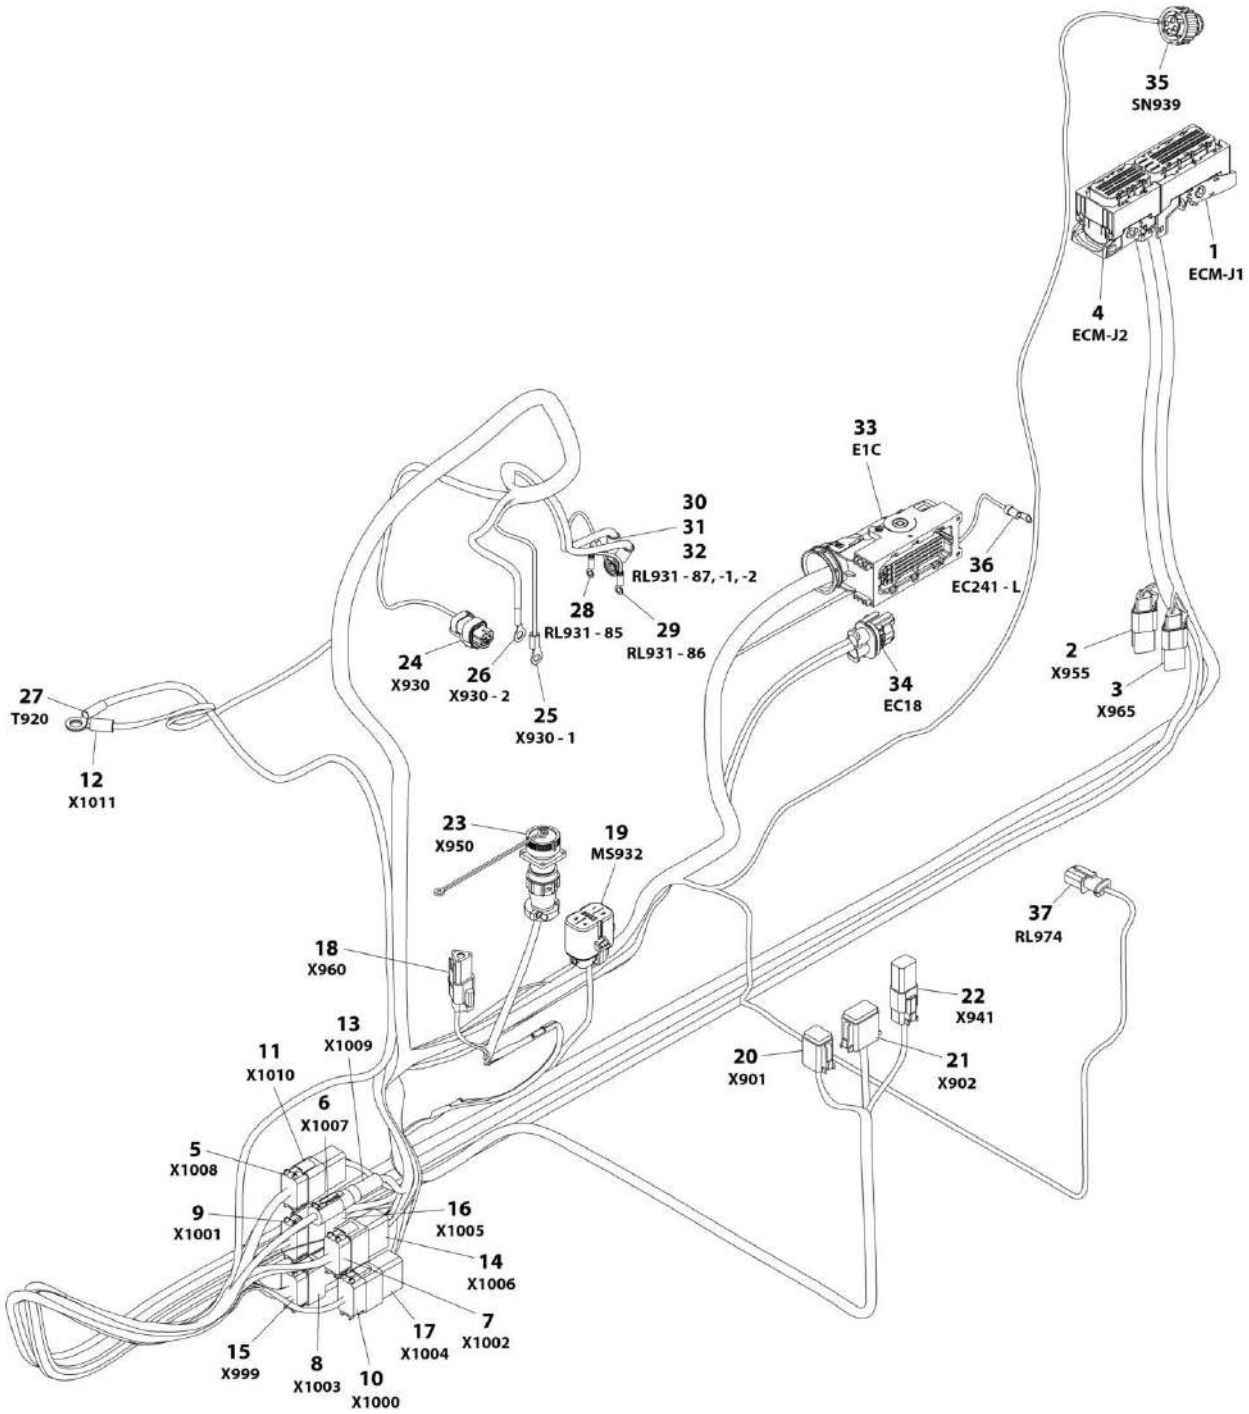 35
SN939
1
ECM-J1
4
ECM-J2
33
E1C
30
31
32
RL931 - 87, -1, -2
36
EC241 - L
28
RL931 - 85
29
RL931 - 86
24
X930
26
X930 - 2
25
X930 - 1
34
EC18
2
X955
3
X965
27
T920
12
X1011
23
X950
19
MS932
18
X960
37
RL974
22
X941
21
X902
20
X901
13
X1009
11
X1010
6
X1007
5
X1008
9
X1001
16
X1005
14
X1006
7
X1002
17
X1004
15
X999
8
X1003
10
X1000